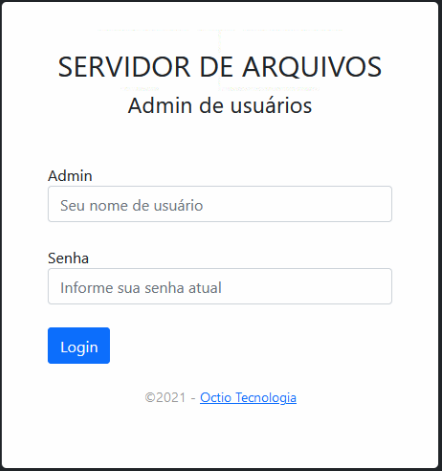 SERVIDOR DE ARQUIVOS
Admin de usuários
Admin
Seu nome de usuário
Senha
Informe sua senha atual
Login
©2021 - Octio Tecnologia